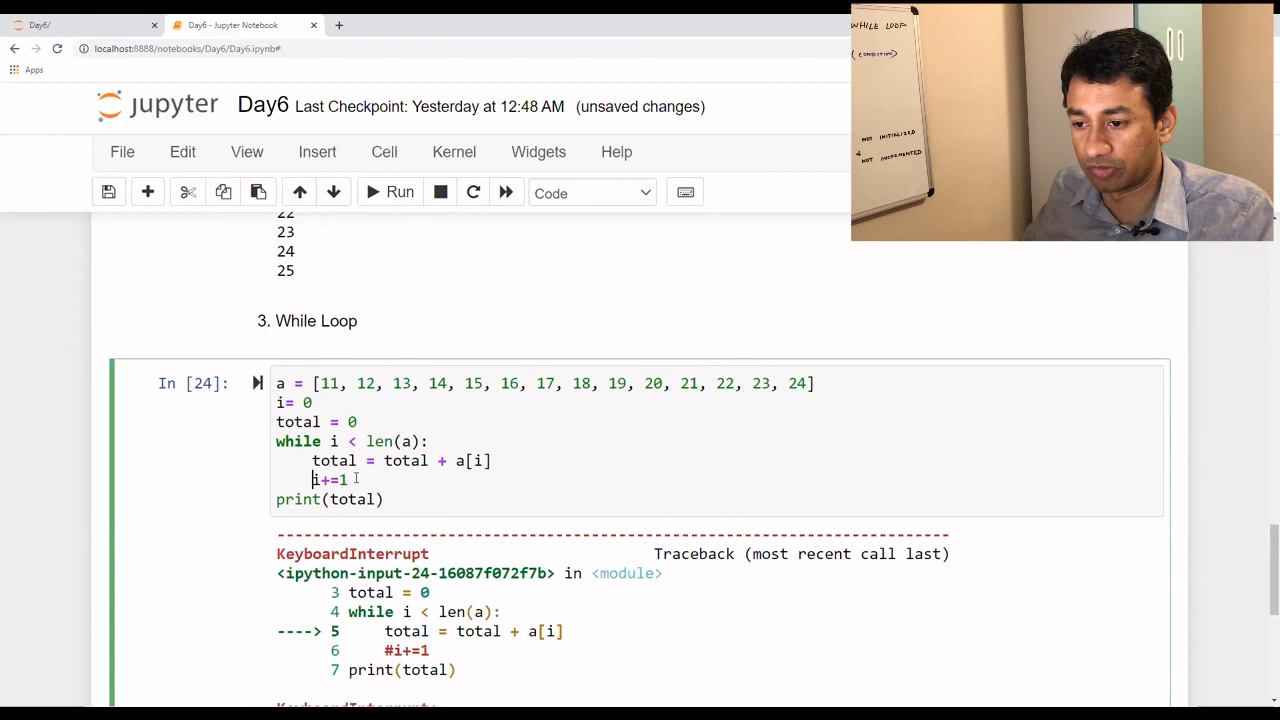 Day6/
Day6 - Jupyter Notebook
localhost:8888/notebooks/Day6/Day6.ipynb#
Apps
WHILE LOOP
(CONDITION)
NOT INITIALIZED
NOT INCREMENTED
jupyter Day6 Last Checkpoint: Yesterday at 12:48 AM (unsaved changes)
File Edit View Insert Cell Kernel Widgets Help
Run Code
22
23
24
25
3. While Loop
In [24]: a = [11, 12, 13, 14, 15, 16, 17, 18, 19, 20, 21, 22, 23, 24]
i= 0
total = 0
while i < len(a):
total = total + a[i]
i+=1
print(total)
---------------------------------------------------------------------------
KeyboardInterrupt Traceback (most recent call last)
<ipython-input-24-16087f072f7b> in <module>
3 total = 0
4 while i < len(a):
----> 5 total = total + a[i]
6 #i+=1
7 print(total)
KeyboardInterrupt: